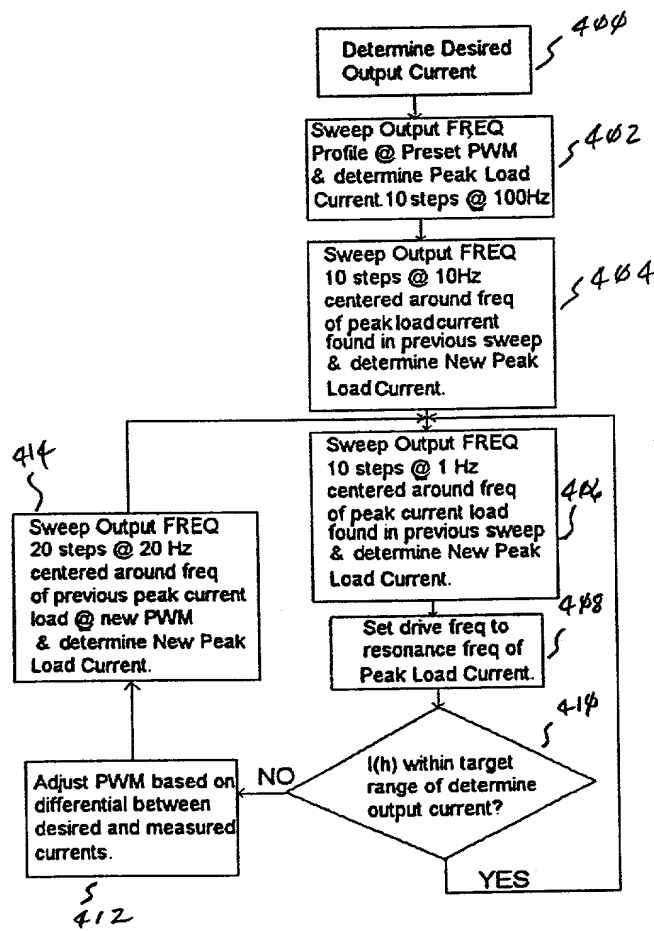 Determine Desired
Output Current
400
Sweep Output FREQ
Profile @ Preset PWM
& determine Peak Load
Current.10 steps @ 100Hz
402
Sweep Output FREQ
10 steps @ 10Hz
centered around freq
of peak load current
found in previous sweep
& determine New Peak
Load Current.
404
Sweep Output FREQ
10 steps @ 1 Hz
centered around freq
of peak current load
found in previous sweep
& determine New Peak
Load Current.
406
414
Sweep Output FREQ
20 steps @ 20 Hz
centered around freq
of previous peak current
load @ new PWM
& determine New Peak
Load Current.
Set drive freq to
resonance freq of
Peak Load Current.
408
I(h) within target
range of determine
output current?
410
NO
YES
Adjust PWM based on
differential between
desired and measured
currents.
412